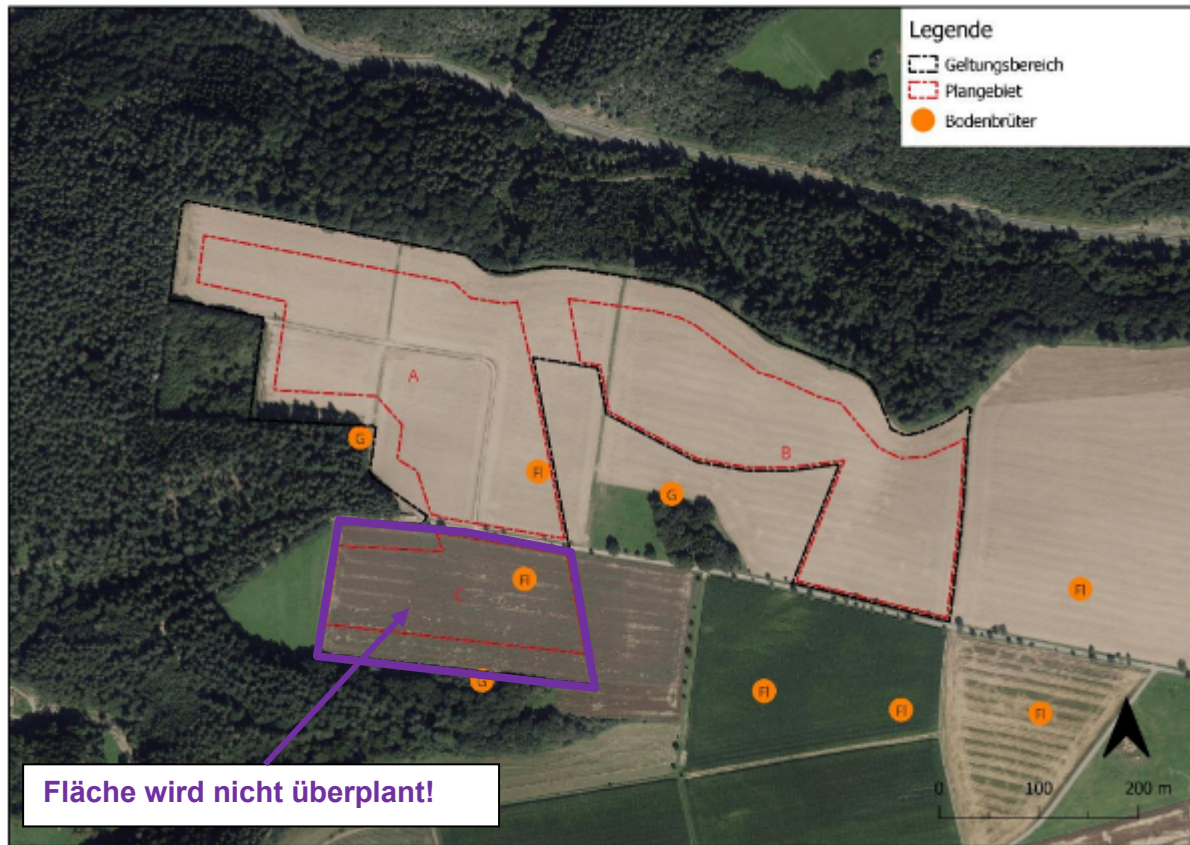 Legende
Geltungsbereich
Plangebiet
Bodenbrüter
A
G
Fl
B
G
Fl
C
Fl
G
Fl
Fl
Fl
Fläche wird nicht überplant!
0 100 200 m